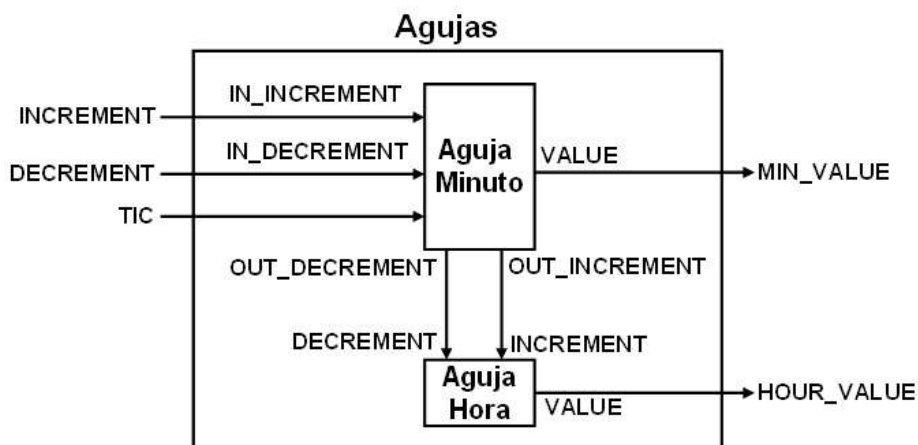 Agujas
IN_INCREMENT
INCREMENT
IN_DECREMENT
DECREMENT
TIC
Aguja
Minuto
VALUE
MIN_VALUE
OUT_DECREMENT
OUT_INCREMENT
DECREMENT
INCREMENT
Aguja
Hora
VALUE
HOUR_VALUE